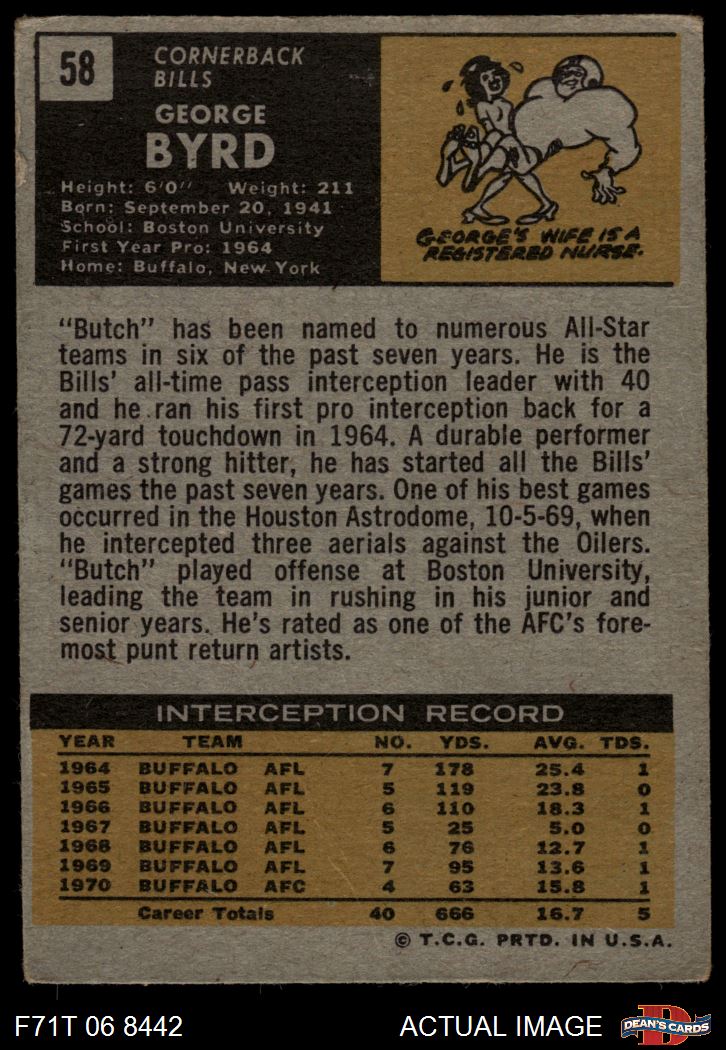 58
CORNERBACK
BILLS
GEORGE
BYRD
Height: 6'0" Weight: 211
Born: September 20, 1941
School: Boston University
First Year Pro: 1964
Home: Buffalo, New York
GEORGE'S WIFE IS A
REGISTERED NURSE.
"Butch" has been named to numerous All-Star
teams in six of the past seven years. He is the
Bills' all-time pass interception leader with 40
and he ran his first pro interception back for a
72-yard touchdown in 1964. A durable performer
and a strong hitter, he has started all the Bills'
games the past seven years. One of his best games
occurred in the Houston Astrodome, 10-5-69, when
he intercepted three aerials against the Oilers.
"Butch" played offense at Boston University,
leading the team in rushing in his junior and
senior years. He's rated as one of the AFC's fore-
most punt return artists.
INTERCEPTION RECORD
YEAR TEAM NO. YDS. AVG. TDS.
1964 BUFFALO AFL 7 178 25.4 1
1965 BUFFALO AFL 5 119 23.8 0
1966 BUFFALO AFL 6 110 18.3 1
1967 BUFFALO AFL 5 25 5.0 0
1968 BUFFALO AFL 6 76 12.7 1
1969 BUFFALO AFL 7 95 13.6 1
1970 BUFFALO AFC 4 63 15.8 1
Career Totals 40 666 16.7 5
© T.C.G. PRTD. IN U.S.A.
F71T 06 8442 ACTUAL IMAGE
D
DEAN'S CARDS